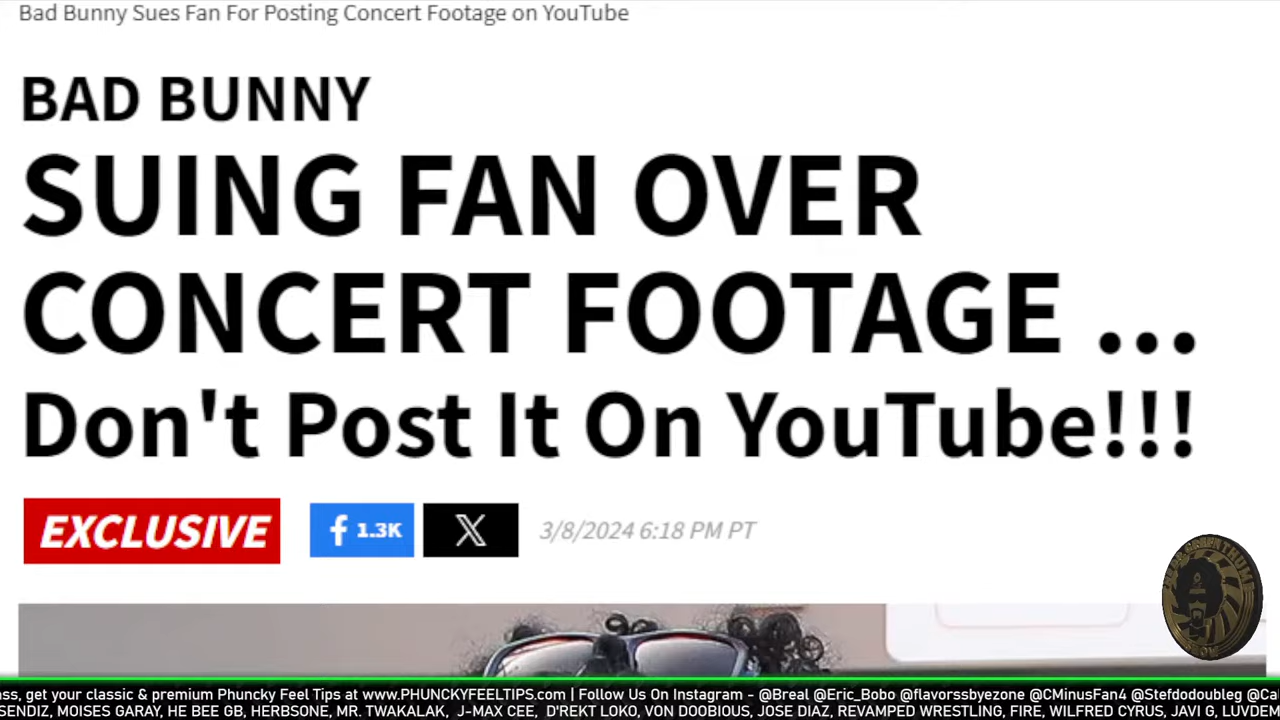 Bad Bunny Sues Fan For Posting Concert Footage on YouTube
BAD BUNNY
SUING FAN OVER
CONCERT FOOTAGE ...
Don't Post It On YouTube!!!
EXCLUSIVE f 1.3K X 3/8/2024 6:18 PM PT
ass, get your classic & premium Phuncky Feel Tips at www.PHUNCKYFEELTIPS.com | Follow Us On Instagram - @Breal @Eric_Bobo @flavorssbyezone @CMinusFan4 @Stefdodoubleg @Cal
SENDIZ, MOISES GARAY, HE BEE GB, HERBSONE, MR. TWAKALAK, J-MAX CEE, D'REKT LOKO, VON DOOBIOUS, JOSE DIAZ, REVAMPED WRESTLING, FIRE, WILFRED CYRUS, JAVI G, LUVDEM